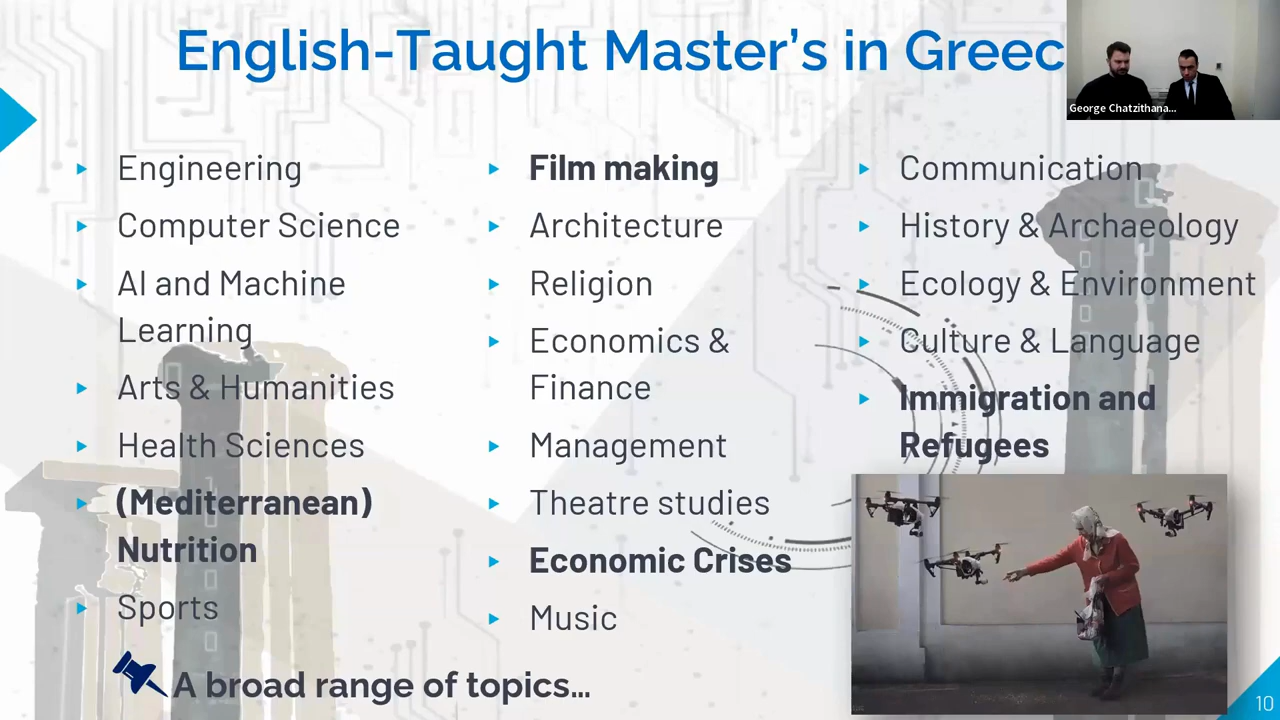 English-Taught Master's in Greec
George Chatzithana...
Engineering
Computer Science
AI and Machine
Learning
Arts & Humanities
Health Sciences
(Mediterranean)
Nutrition
Sports
Film making
Architecture
Religion
Economics &
Finance
Management
Theatre studies
Economic Crises
Music
Communication
History & Archaeology
Ecology & Environment
Culture & Language
Immigration and
Refugees
A broad range of topics...
10